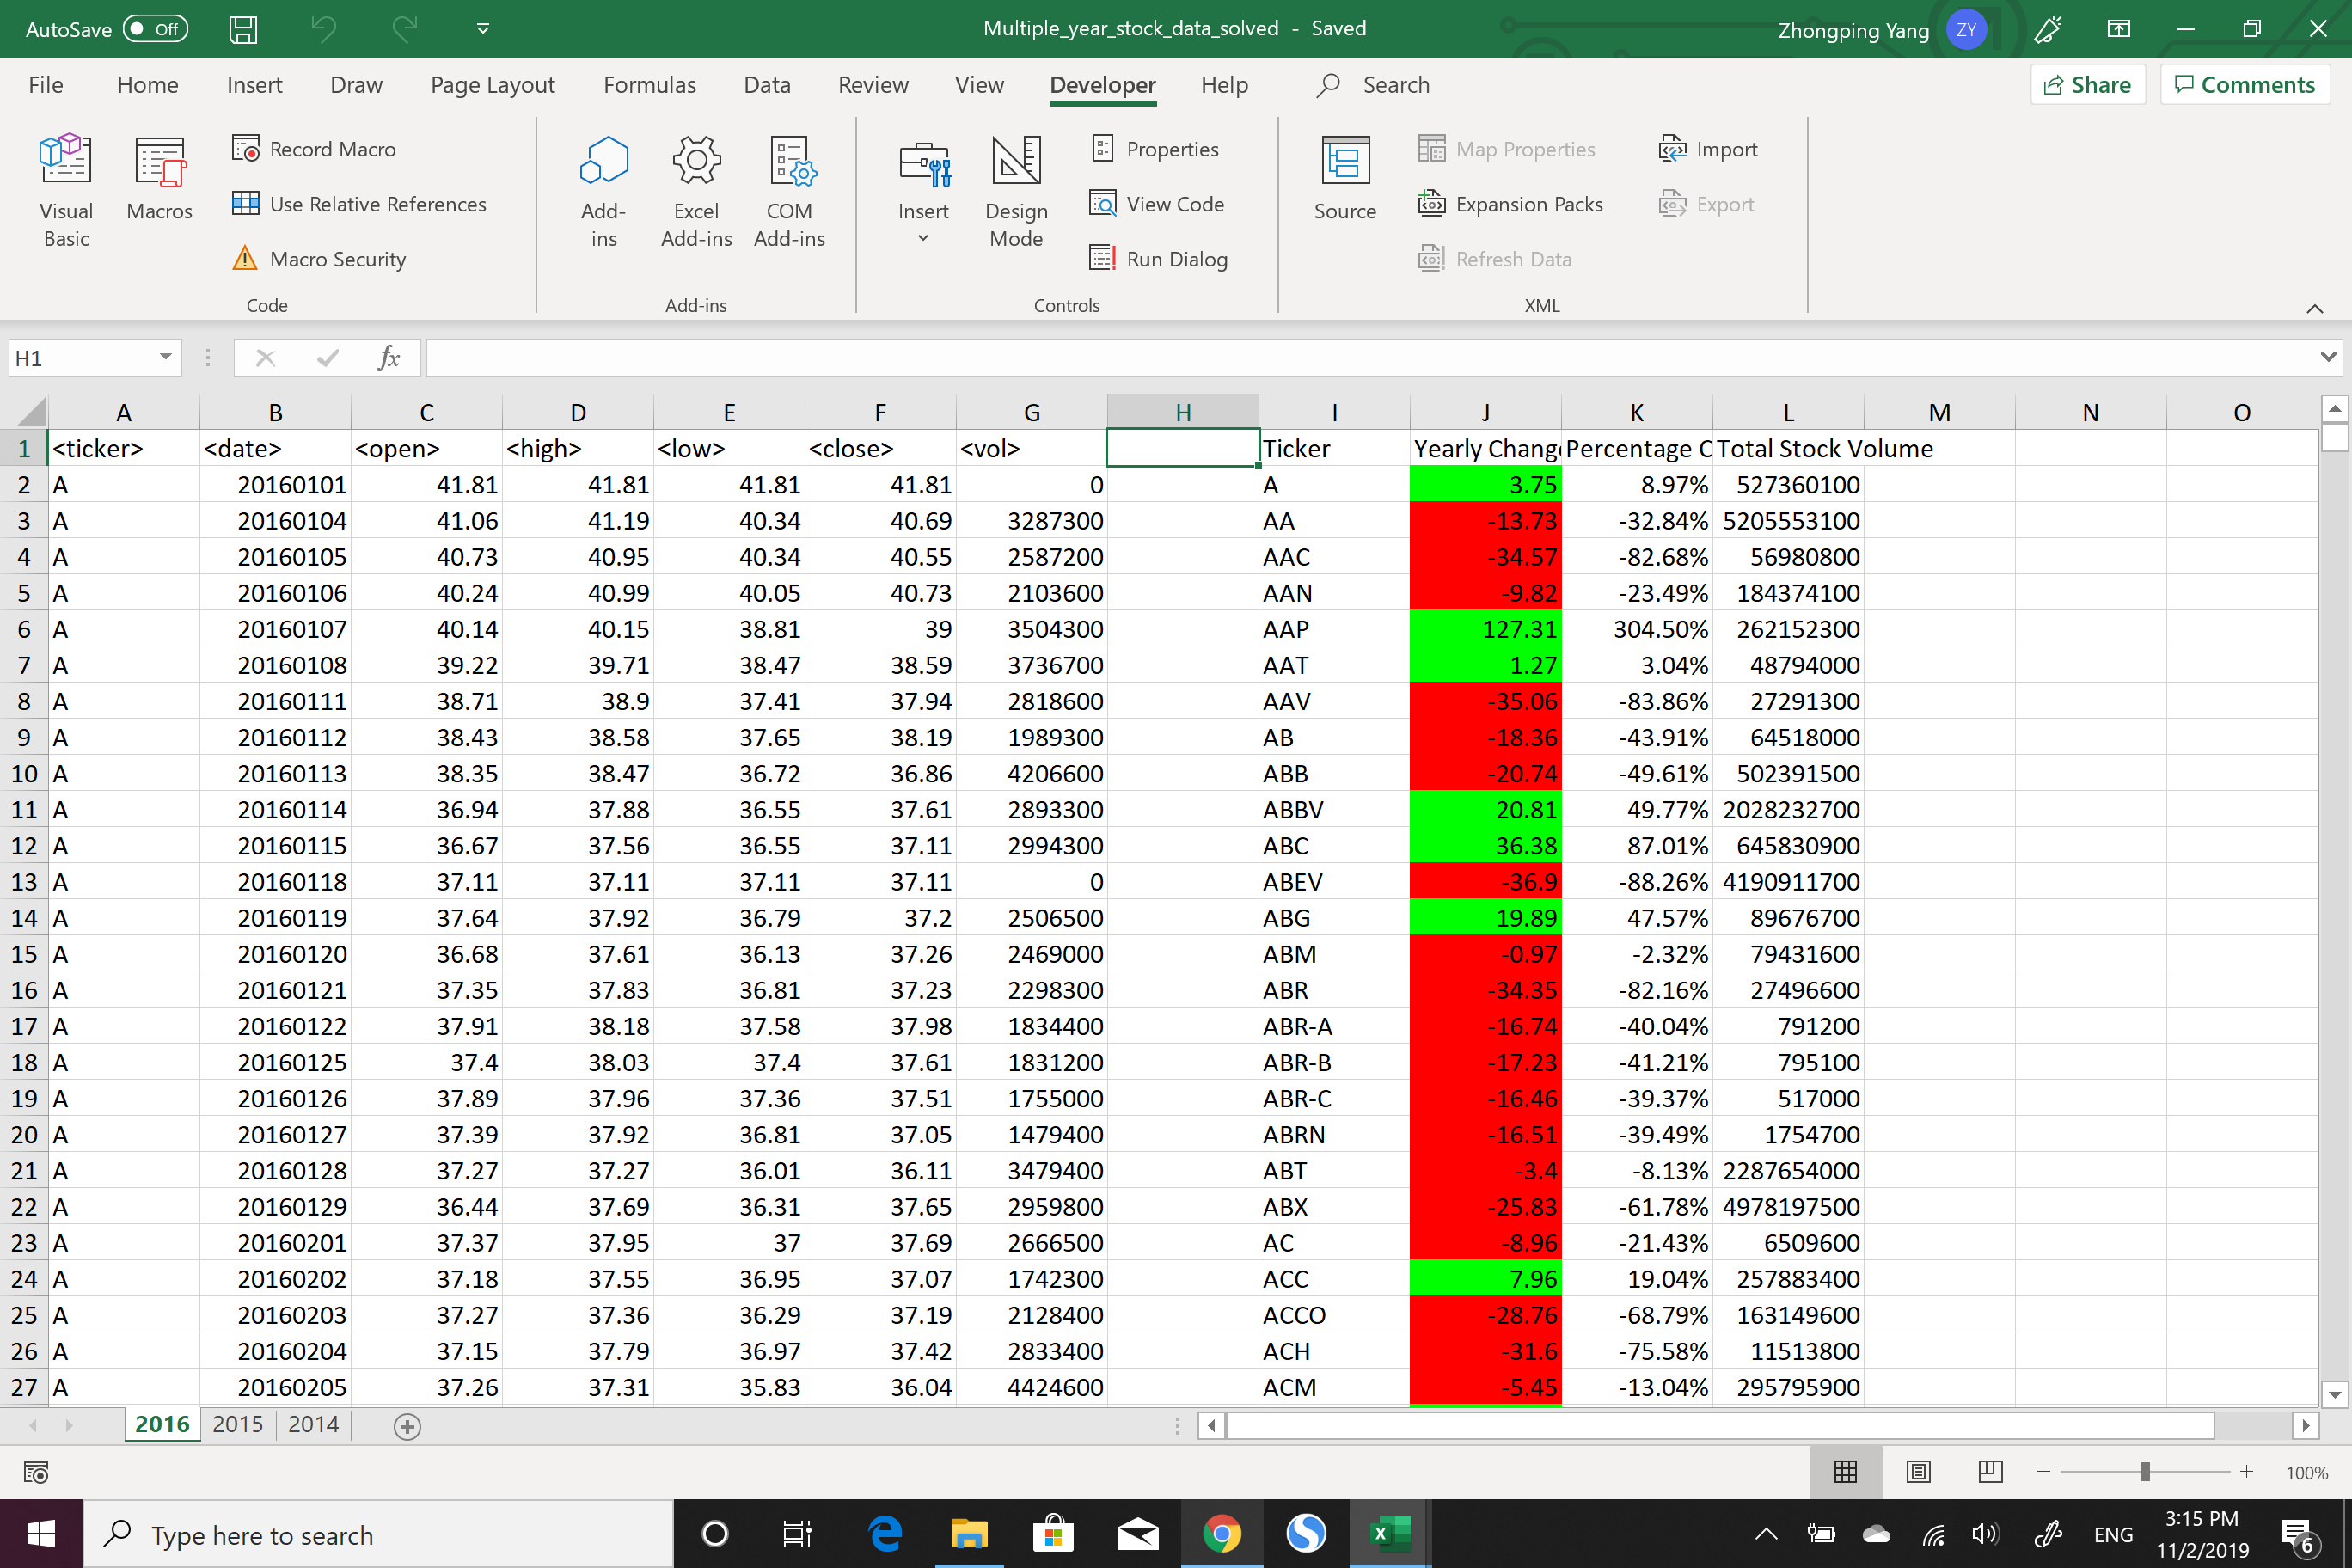 AutoSave Off Multiple_year_stock_data_solved - Saved Zhongping Yang ZY
File Home Insert Draw Page Layout Formulas Data Review View Developer Help Search Share Comments
Visual Basic Macros Record Macro Use Relative References Macro Security Code
Add-ins Excel Add-ins COM Add-ins Add-ins
Insert Design Mode Properties View Code Run Dialog Controls
Source Map Properties Expansion Packs Refresh Data Import Export XML
H1 fx
A B C D E F G H I J K L M N O
1 <ticker> <date> <open> <high> <low> <close> <vol> Ticker Yearly Change Percentage C Total Stock Volume
2 A 20160101 41.81 41.81 41.81 41.81 0 A 3.75 8.97% 527360100
3 A 20160104 41.06 41.19 40.34 40.69 3287300 AA -13.73 -32.84% 5205553100
4 A 20160105 40.73 40.95 40.34 40.55 2587200 AAC -34.57 -82.68% 56980800
5 A 20160106 40.24 40.99 40.05 40.73 2103600 AAN -9.82 -23.49% 184374100
6 A 20160107 40.14 40.15 38.81 39 3504300 AAP 127.31 304.50% 262152300
7 A 20160108 39.22 39.71 38.47 38.59 3736700 AAT 1.27 3.04% 48794000
8 A 20160111 38.71 38.9 37.41 37.94 2818600 AAV -35.06 -83.86% 27291300
9 A 20160112 38.43 38.58 37.65 38.19 1989300 AB -18.36 -43.91% 64518000
10 A 20160113 38.35 38.47 36.72 36.86 4206600 ABB -20.74 -49.61% 502391500
11 A 20160114 36.94 37.88 36.55 37.61 2893300 ABBV 20.81 49.77% 2028232700
12 A 20160115 36.67 37.56 36.55 37.11 2994300 ABC 36.38 87.01% 645830900
13 A 20160118 37.11 37.11 37.11 37.11 0 ABEV -36.9 -88.26% 4190911700
14 A 20160119 37.64 37.92 36.79 37.2 2506500 ABG 19.89 47.57% 89676700
15 A 20160120 36.68 37.61 36.13 37.26 2469000 ABM -0.97 -2.32% 79431600
16 A 20160121 37.35 37.83 36.81 37.23 2298300 ABR -34.35 -82.16% 27496600
17 A 20160122 37.91 38.18 37.58 37.98 1834400 ABR-A -16.74 -40.04% 791200
18 A 20160125 37.4 38.03 37.4 37.61 1831200 ABR-B -17.23 -41.21% 795100
19 A 20160126 37.89 37.96 37.36 37.51 1755000 ABR-C -16.46 -39.37% 517000
20 A 20160127 37.39 37.92 36.81 37.05 1479400 ABRN -16.51 -39.49% 1754700
21 A 20160128 37.27 37.27 36.01 36.11 3479400 ABT -3.4 -8.13% 2287654000
22 A 20160129 36.44 37.69 36.31 37.65 2959800 ABX -25.83 -61.78% 4978197500
23 A 20160201 37.37 37.95 37 37.69 2666500 AC -8.96 -21.43% 6509600
24 A 20160202 37.18 37.55 36.95 37.07 1742300 ACC 7.96 19.04% 257883400
25 A 20160203 37.27 37.36 36.29 37.19 2128400 ACCO -28.76 -68.79% 163149600
26 A 20160204 37.15 37.79 36.97 37.42 2833400 ACH -31.6 -75.58% 11513800
27 A 20160205 37.26 37.31 35.83 36.04 4424600 ACM -5.45 -13.04% 295795900
2016 2015 2014
100%
Type here to search ENG 3:15 PM 6
11/2/2019